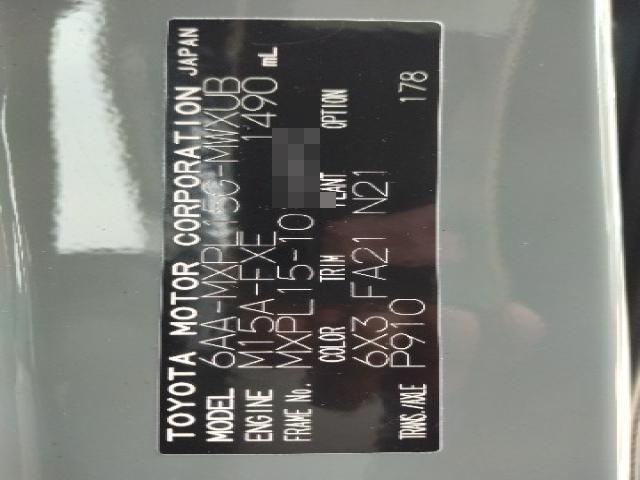 TOYOTA MOTOR CORPORATION JAPAN
MODEL 6AA-MXPL15G-MWXUB
ENGINE M15A-FXE 1490 mL
FRAME No. MXPL15-10
COLOR TRIM PLANT OPTION
6X3 FA21 N21 178
TRANS./AXLE P910